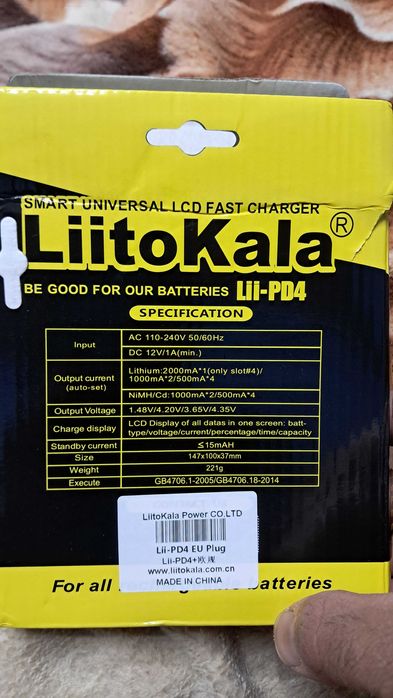 SMART UNIVERSAL LCD FAST CHARGER
LiitoKala®
BE GOOD FOR OUR BATTERIES Lii-PD4
SPECIFICATION
Input AC 110-240V 50/60Hz
DC 12V/1A(min.)
Output current (auto-set) Lithium:2000mA*1(only slot#4)/
1000mA*2/500mA*4
NiMH/Cd:1000mA*2/500mA*4
Output Voltage 1.48V/4.20V/3.65V/4.35V
Charge display LCD Display of all datas in one screen: batt-
type/voltage/current/percentage/time/capacity
Standby current ≤15mAH
Size 147x100x37mm
Weight 221g
Execute GB4706.1-2005/GB4706.18-2014
LiitoKala Power CO.LTD
Lii-PD4 EU Plug
Lii-PD4+欧规
www.liitokala.com.cn
MADE IN CHINA
For all batteries